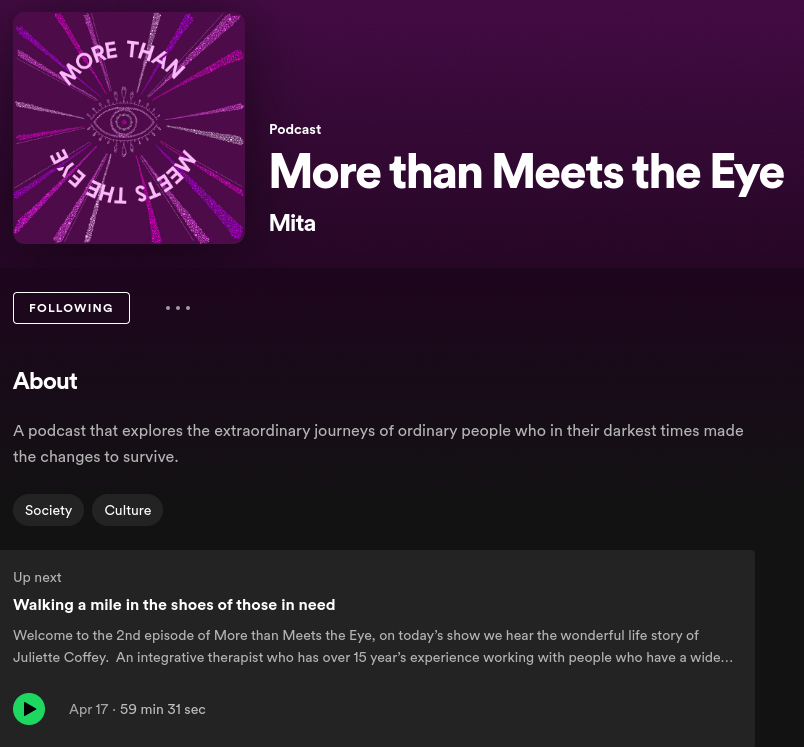 MORE THAN
MEETS THE EYE
Podcast
More than Meets the Eye
Mita
FOLLOWING
About
A podcast that explores the extraordinary journeys of ordinary people who in their darkest times made
the changes to survive.
Society
Culture
Up next
Walking a mile in the shoes of those in need
Welcome to the 2nd episode of More than Meets the Eye, on today’s show we hear the wonderful life story of
Juliette Coffey.  An integrative therapist who has over 15 year’s experience working with people who have a wide...
Apr 17 · 59 min 31 sec